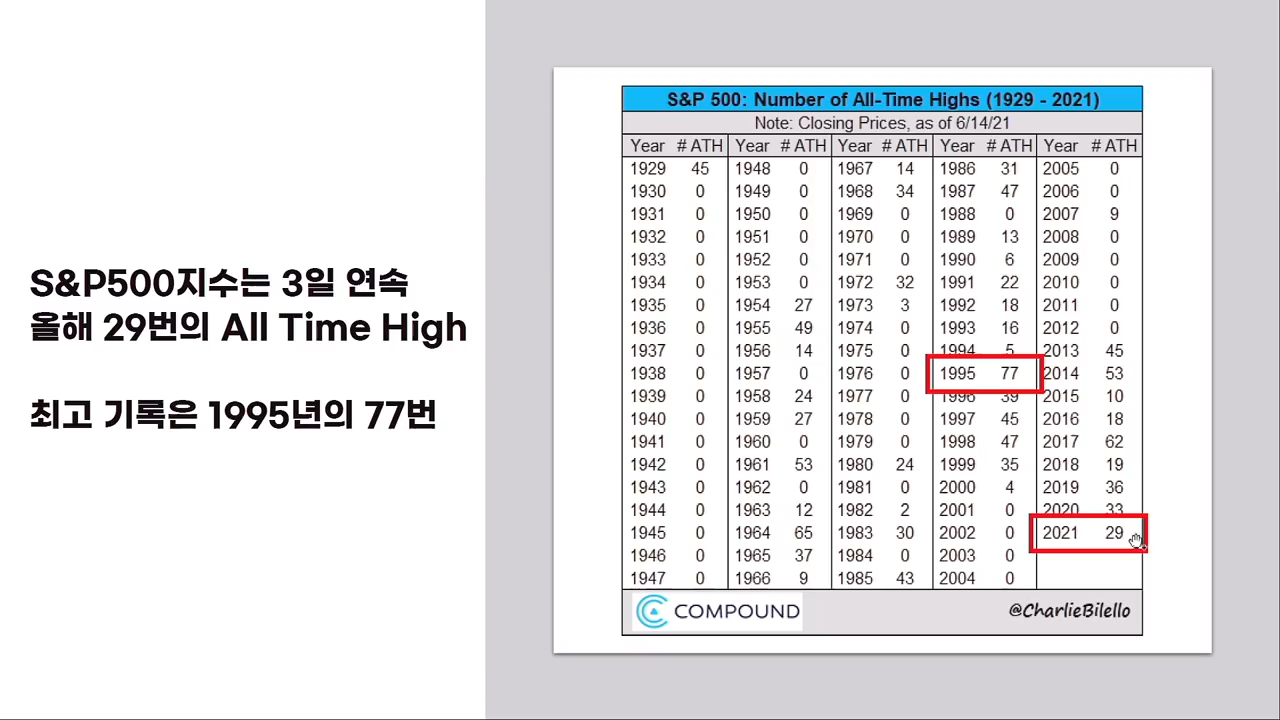 S&P500지수는 3일 연속
올해 29번의 All Time High
최고 기록은 1995년의 77번
S&P 500: Number of All-Time Highs (1929 - 2021)
Note: Closing Prices, as of 6/14/21
Year # ATH Year # ATH Year # ATH Year # ATH Year # ATH
1929 45 1948 0 1967 14 1986 31 2005 0
1930 0 1949 0 1968 34 1987 47 2006 0
1931 0 1950 0 1969 0 1988 0 2007 9
1932 0 1951 0 1970 0 1989 13 2008 0
1933 0 1952 0 1971 0 1990 6 2009 0
1934 0 1953 0 1972 32 1991 22 2010 0
1935 0 1954 27 1973 3 1992 18 2011 0
1936 0 1955 49 1974 0 1993 16 2012 0
1937 0 1956 14 1975 0 1994 5 2013 45
1938 0 1957 0 1976 0 1995 77 2014 53
1939 0 1958 24 1977 0 1996 39 2015 10
1940 0 1959 27 1978 0 1997 45 2016 18
1941 0 1960 0 1979 0 1998 47 2017 62
1942 0 1961 53 1980 24 1999 35 2018 19
1943 0 1962 0 1981 0 2000 4 2019 36
1944 0 1963 12 1982 2 2001 0 2020 33
1945 0 1964 65 1983 30 2002 0 2021 29
1946 0 1965 37 1984 0 2003 0
1947 0 1966 9 1985 43 2004 0
COMPOUND @CharlieBilello